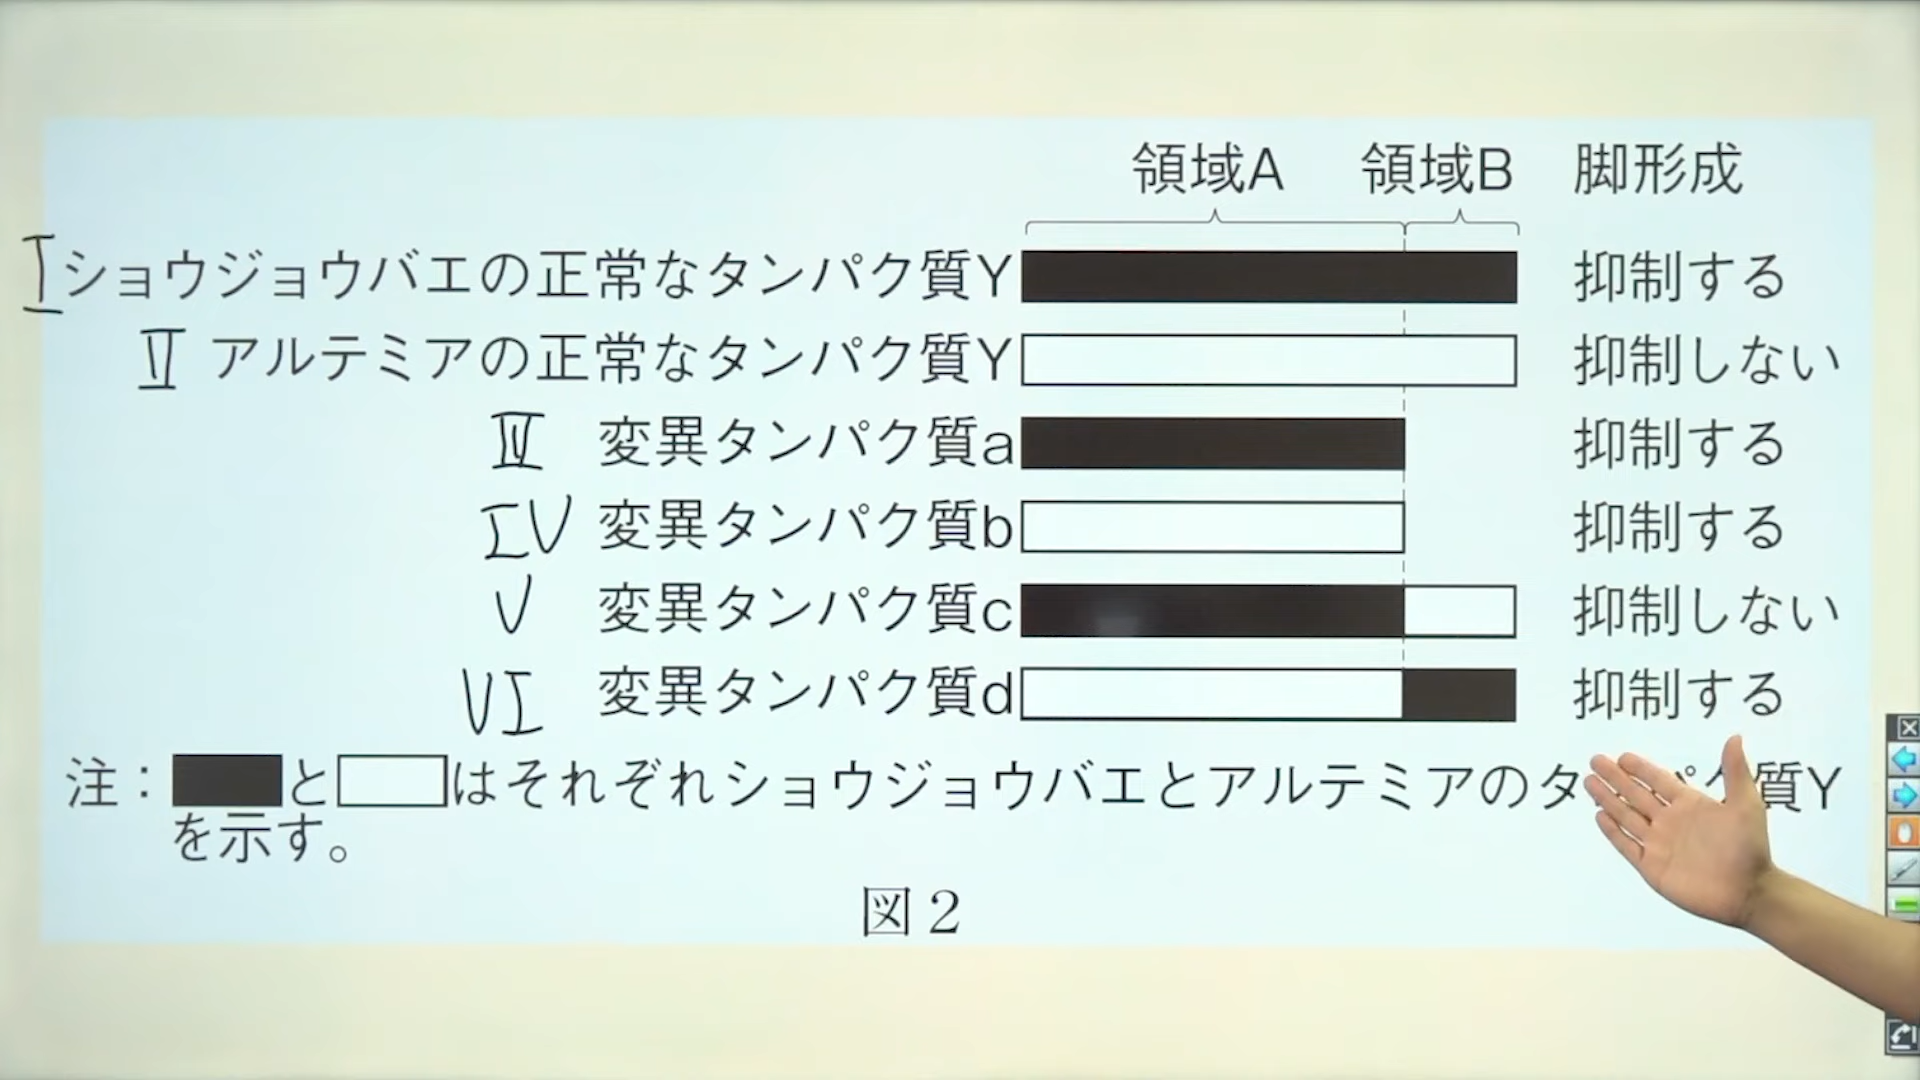 領域A 領域B 脚形成
I ショウジョウバエの正常なタンパク質Y 抑制する
II アルテミアの正常なタンパク質Y 抑制しない
III 変異タンパク質a 抑制する
IV 変異タンパク質b 抑制する
V 変異タンパク質c 抑制しない
VI 変異タンパク質d 抑制する
注：とはそれぞれショウジョウバエとアルテミアのタ質Y
を示す。
図2